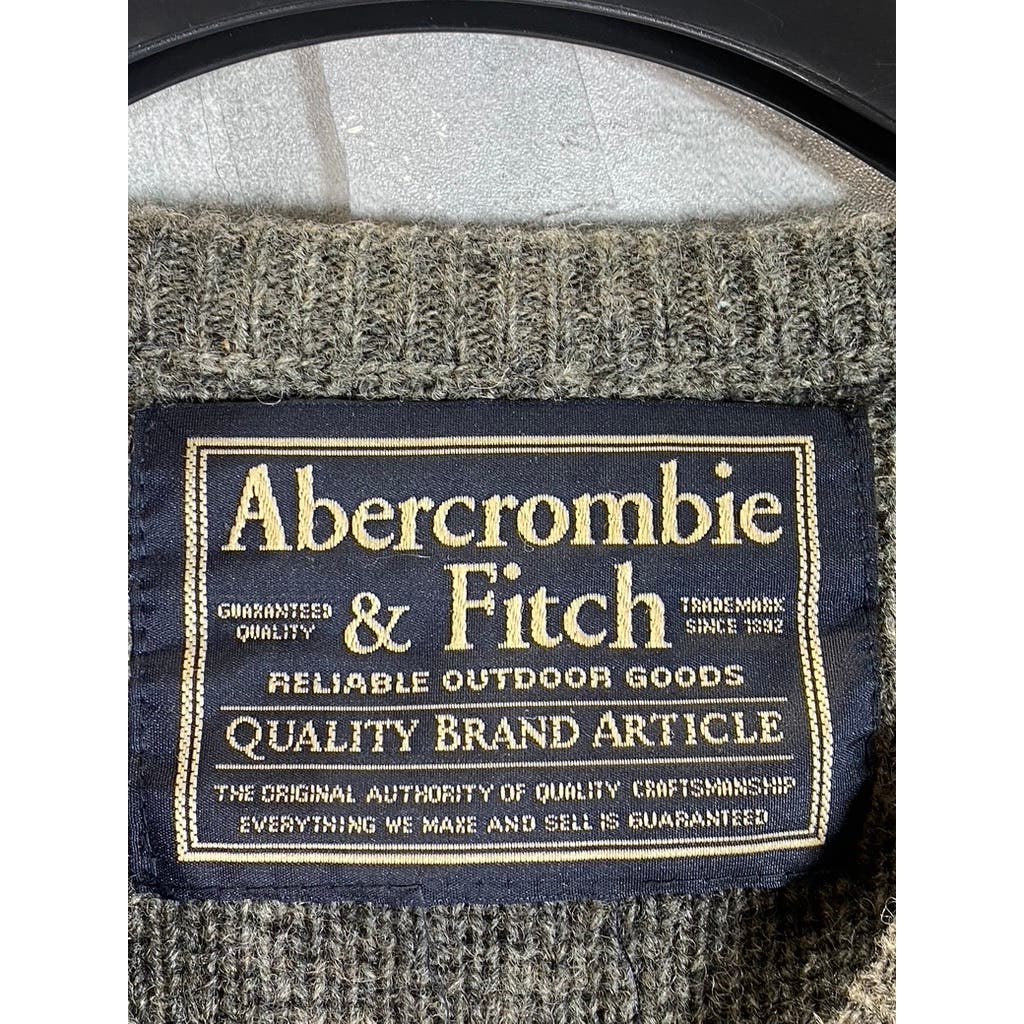 Abercrombie
GUARANTEED QUALITY & Fitch TRADEMARK SINCE 1892
RELIABLE OUTDOOR GOODS
QUALITY BRAND ARTICLE
THE ORIGINAL AUTHORITY OF QUALITY CRAFTSMANSHIP
EVERYTHING WE MAKE AND SELL IS GUARANTEED